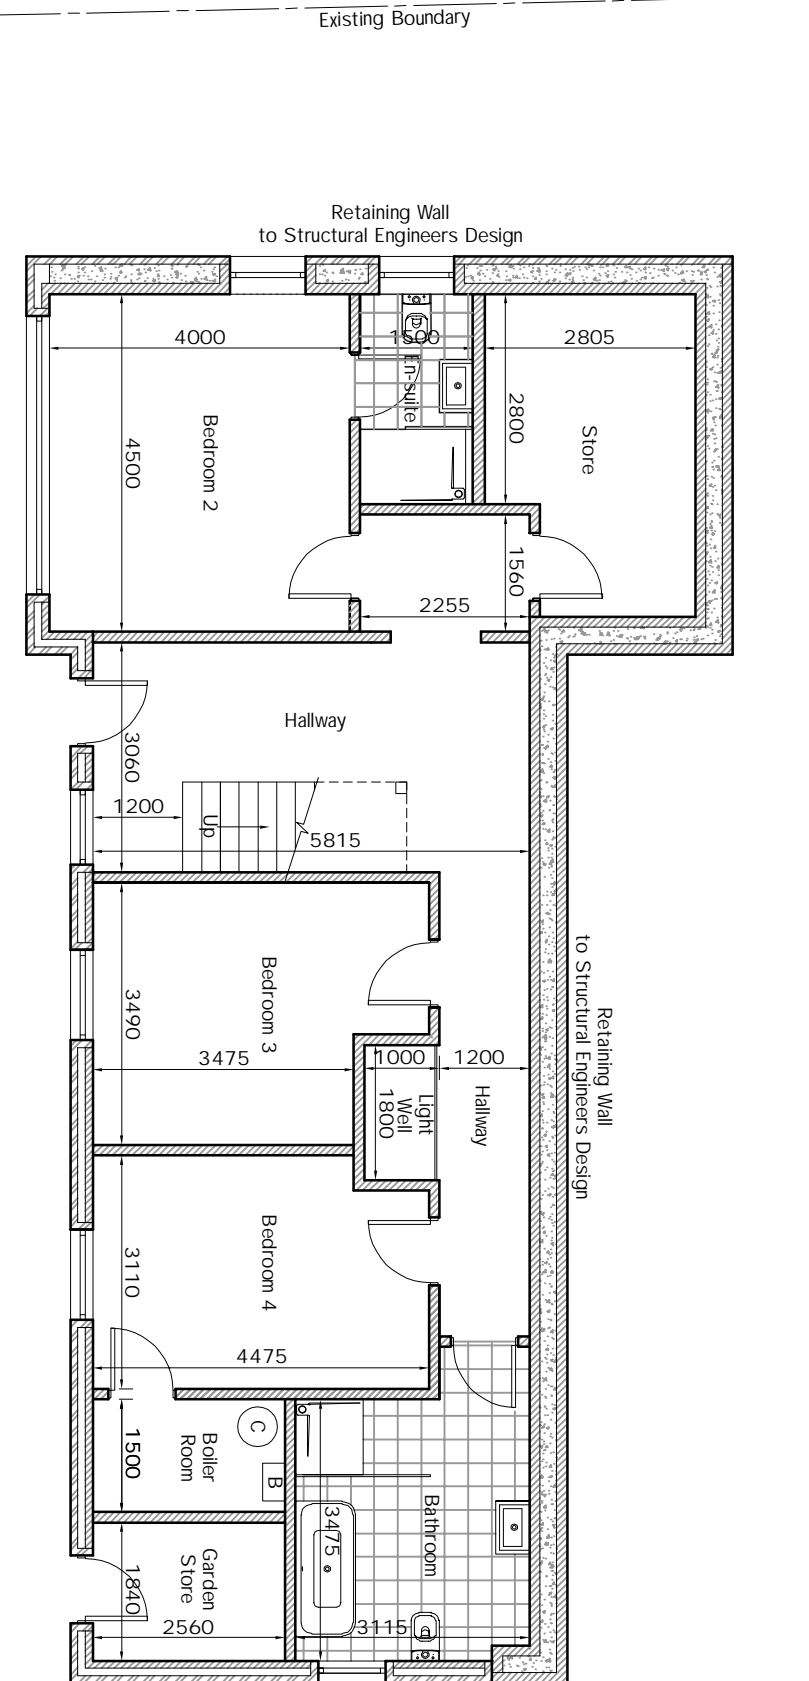 Existing Boundary
Retaining Wall
to Structural Engineers Design
4000
1500
2805
En-suite
Bedroom 2
4500
2800
Store
1560
2255
Hallway
3060
1200
Up
5815
Bedroom 3
3490
3475
1000
1200
Light
Well
1800
Hallway
Retaining Wall
to Structural Engineers Design
Bedroom 4
3110
4475
C
Boiler
Room
1500
B
Bathroom
3475
Garden
Store
1840
2560
3115